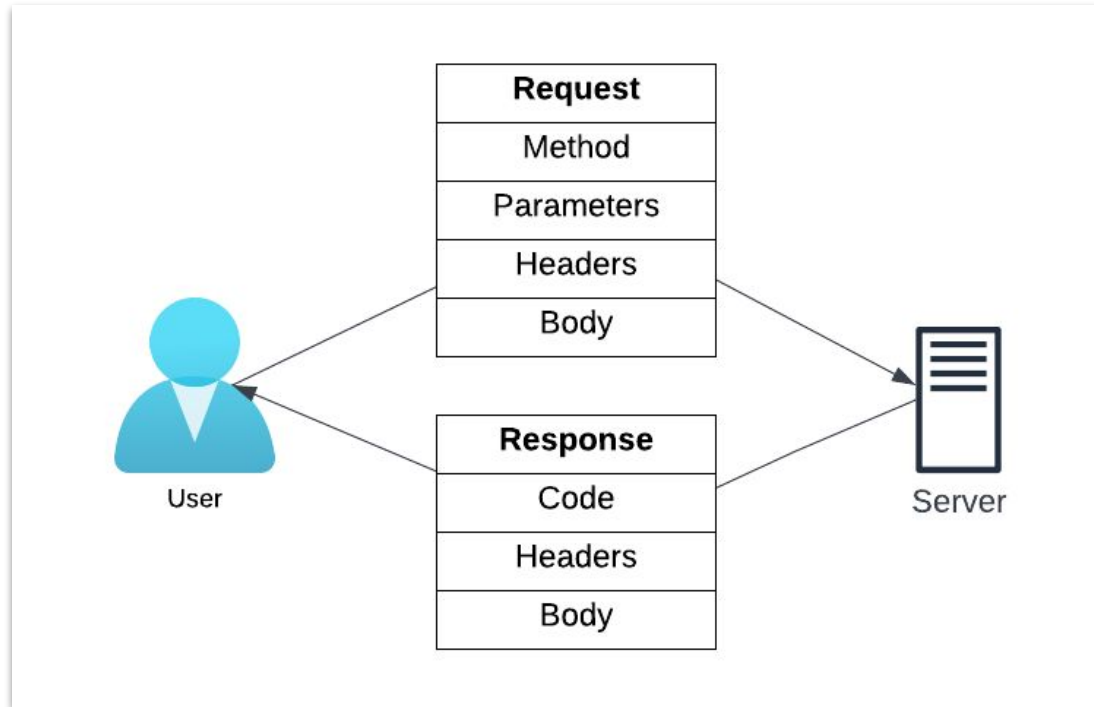 Request
Method
Parameters
Headers
Body
User
Server
Response
Code
Headers
Body